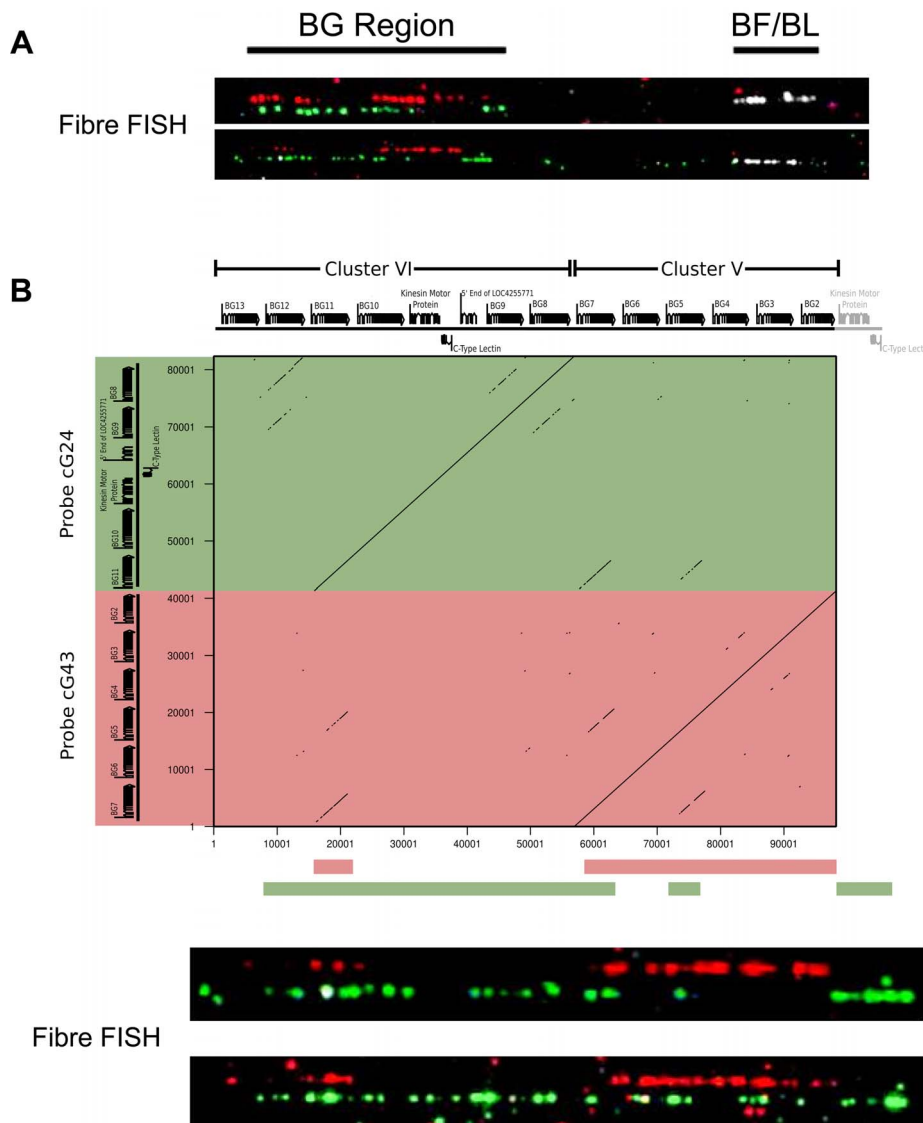 A
BG Region
BF/BL
Fibre FISH
B
Cluster VI
Cluster V
BG13
BG12
BG11
BG10
Kinesin Motor
Protein
5' End of LOC4255771
BG9
BG8
BG7
BG6
BG5
BG4
BG3
BG2
Kinesin Motor
Protein
C-Type Lectin
C-Type Lect
Probe cG24
BG8
BG9
5' End of LOC4255771
C-Type Lectin
Kinesin Motor
Protein
BG10
BG11
Probe cG43
BG2
BG3
BG4
BG5
BG6
BG7
80001
70001
60001
50001
40001
30001
20001
10001
1
1
10001
20001
30001
40001
50001
60001
70001
80001
90001
Fibre FISH